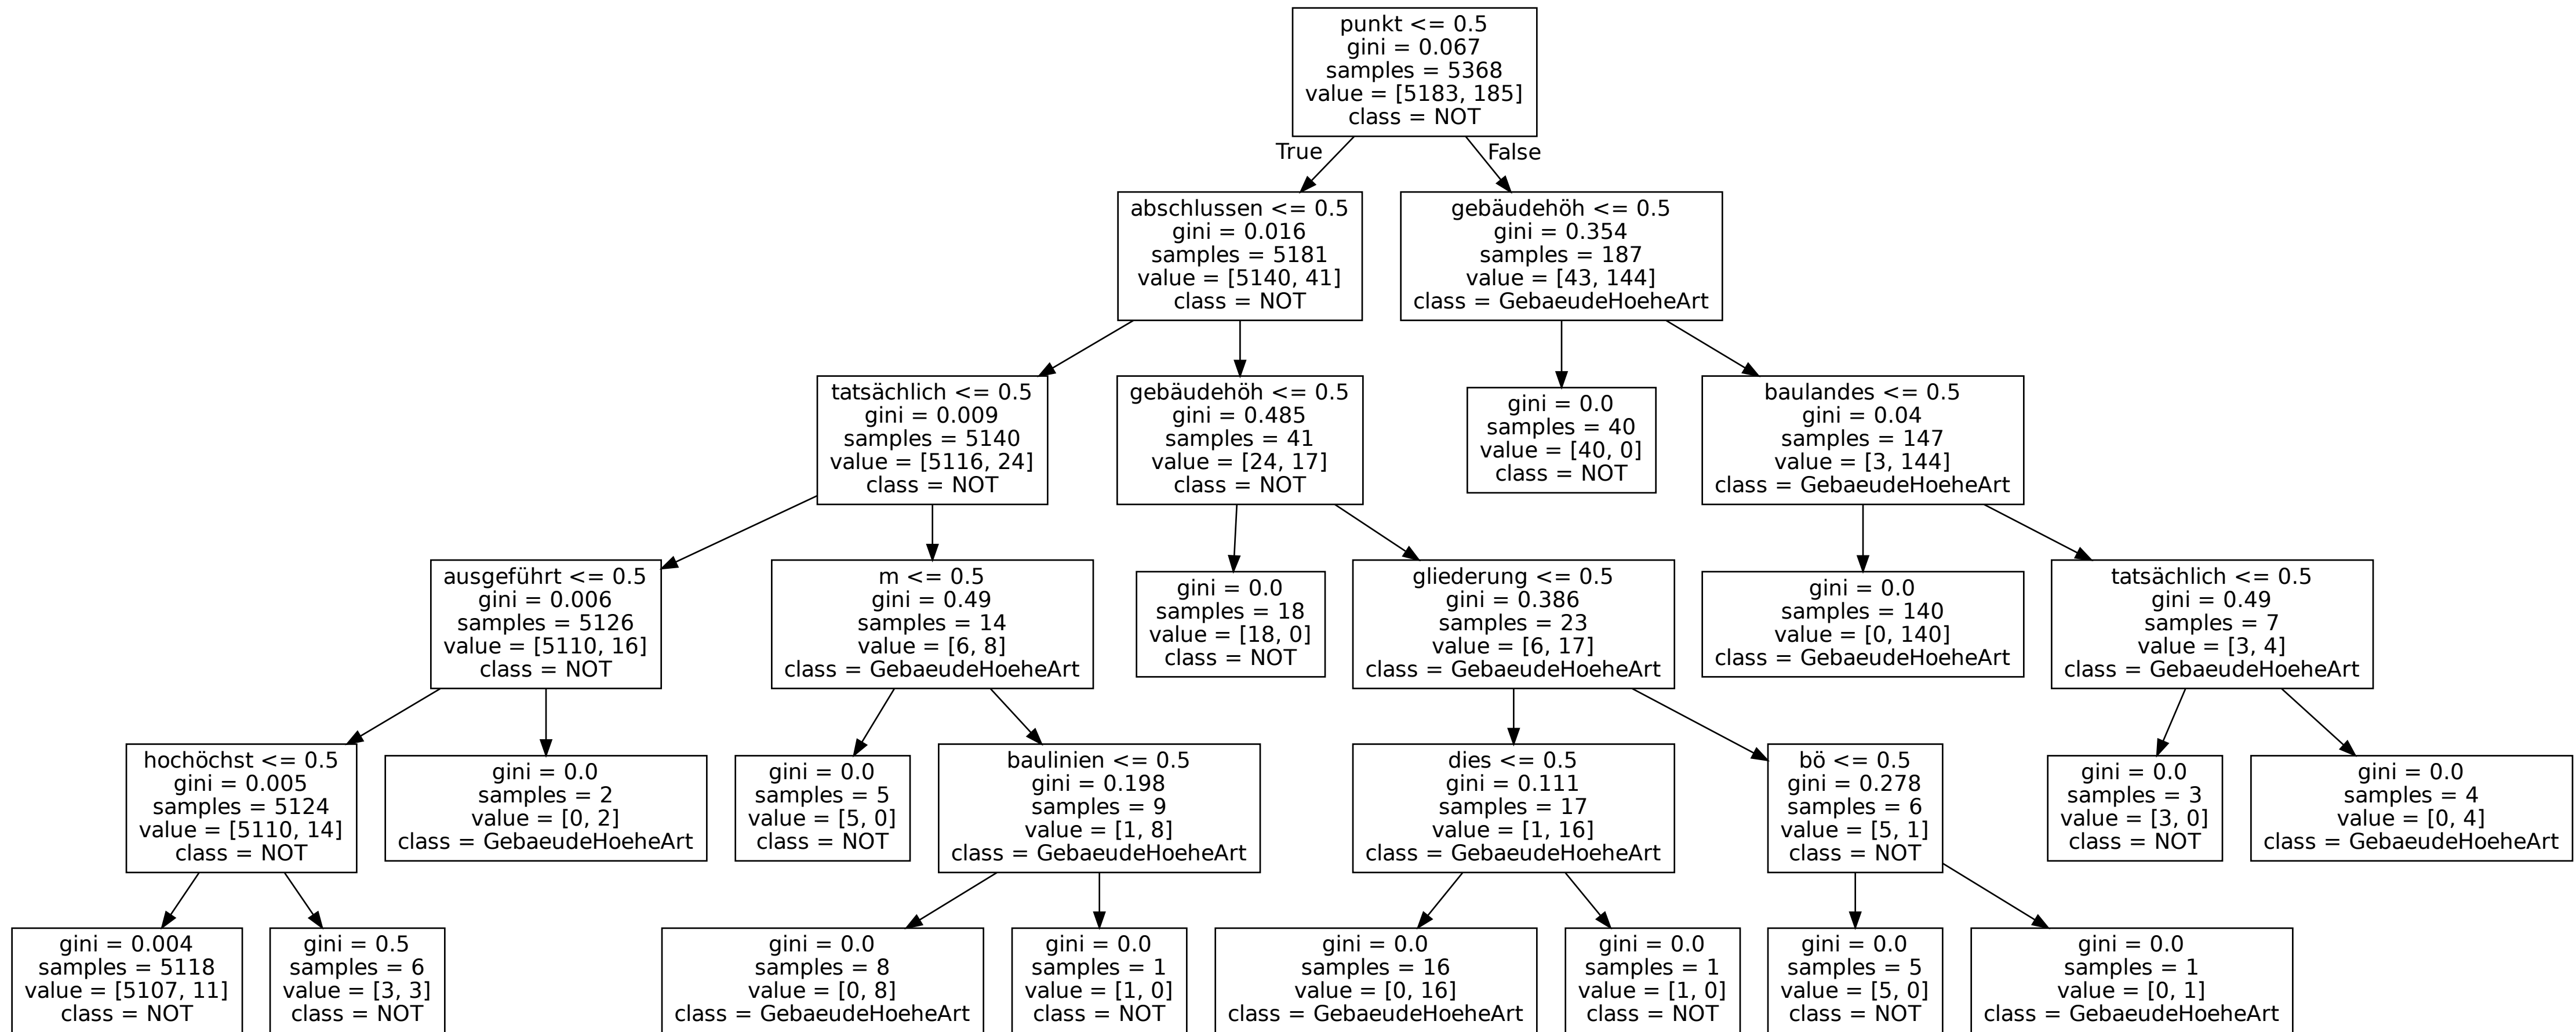 punkt <= 0.5
gini = 0.067
samples = 5368
value = [5183, 185]
class = NOT
True
False
abschlussen <= 0.5
gini = 0.016
samples = 5181
value = [5140, 41]
class = NOT
gebäudehöh <= 0.5
gini = 0.354
samples = 187
value = [43, 144]
class = GebaeudeHoeheArt
tatsächlich <= 0.5
gini = 0.009
samples = 5140
value = [5116, 24]
class = NOT
gebäudehöh <= 0.5
gini = 0.485
samples = 41
value = [24, 17]
class = NOT
gini = 0.0
samples = 40
value = [40, 0]
class = NOT
baulandes <= 0.5
gini = 0.04
samples = 147
value = [3, 144]
class = GebaeudeHoeheArt
ausgeführt <= 0.5
gini = 0.006
samples = 5126
value = [5110, 16]
class = NOT
m <= 0.5
gini = 0.49
samples = 14
value = [6, 8]
class = GebaeudeHoeheArt
gini = 0.0
samples = 18
value = [18, 0]
class = NOT
gliederung <= 0.5
gini = 0.386
samples = 23
value = [6, 17]
class = GebaeudeHoeheArt
gini = 0.0
samples = 140
value = [0, 140]
class = GebaeudeHoeheArt
tatsächlich <= 0.5
gini = 0.49
samples = 7
value = [3, 4]
class = GebaeudeHoeheArt
hochöchst <= 0.5
gini = 0.005
samples = 5124
value = [5110, 14]
class = NOT
gini = 0.0
samples = 2
value = [0, 2]
class = GebaeudeHoeheArt
gini = 0.0
samples = 5
value = [5, 0]
class = NOT
baulinien <= 0.5
gini = 0.198
samples = 9
value = [1, 8]
class = GebaeudeHoeheArt
dies <= 0.5
gini = 0.111
samples = 17
value = [1, 16]
class = GebaeudeHoeheArt
bö <= 0.5
gini = 0.278
samples = 6
value = [5, 1]
class = NOT
gini = 0.0
samples = 3
value = [3, 0]
class = NOT
gini = 0.0
samples = 4
value = [0, 4]
class = GebaeudeHoeheArt
gini = 0.004
samples = 5118
value = [5107, 11]
class = NOT
gini = 0.5
samples = 6
value = [3, 3]
class = NOT
gini = 0.0
samples = 8
value = [0, 8]
class = GebaeudeHoeheArt
gini = 0.0
samples = 1
value = [1, 0]
class = NOT
gini = 0.0
samples = 16
value = [0, 16]
class = GebaeudeHoeheArt
gini = 0.0
samples = 1
value = [1, 0]
class = NOT
gini = 0.0
samples = 5
value = [5, 0]
class = NOT
gini = 0.0
samples = 1
value = [0, 1]
class = GebaeudeHoeheArt